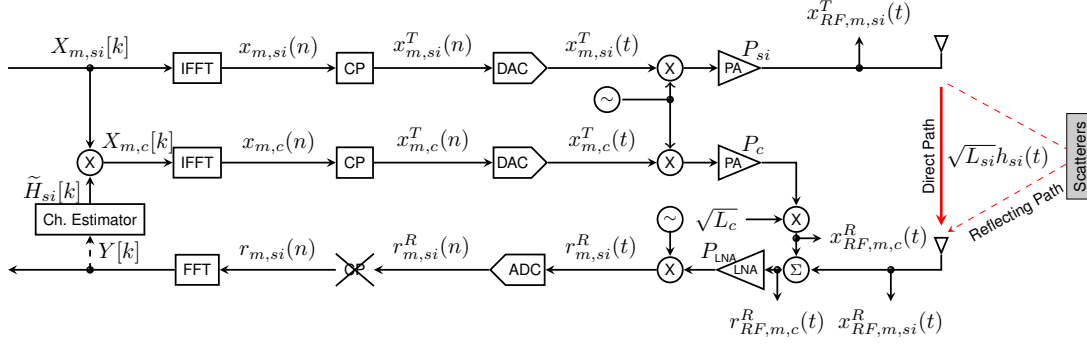 x^T_{RF,m,si}(t)
X_{m,si}[k] IFFT x_{m,si}(n) CP x^T_{m,si}(n) DAC x^T_{m,si}(t) X PA P_{si}
∼
X X_{m,c}[k] IFFT x_{m,c}(n) CP x^T_{m,c}(n) DAC x^T_{m,c}(t) X PA P_c
Direct Path √L_{si}h_{si}(t) Scatterers
Reflecting Path
H̃_{si}[k]
Ch. Estimator
∼ √L_c X
x^R_{RF,m,c}(t)
Y[k] FFT r_{m,si}(n) CP r^R_{m,si}(n) ADC r^R_{m,si}(t) X P_{LNA} LNA Σ
r^R_{RF,m,c}(t) x^R_{RF,m,si}(t)